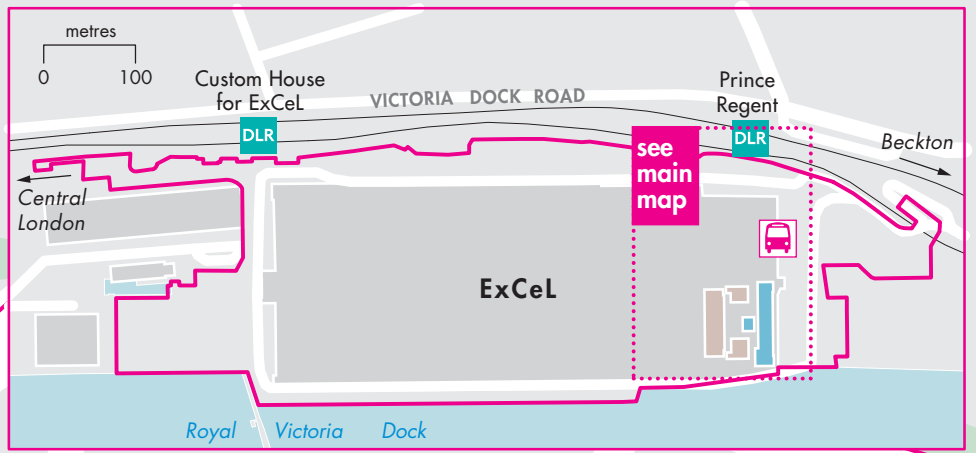 metres
0 100
Custom House
for ExCeL
DLR
VICTORIA DOCK ROAD
Prince
Regent
DLR
Beckton
see
main
map
Central
London
ExCeL
Royal Victoria Dock